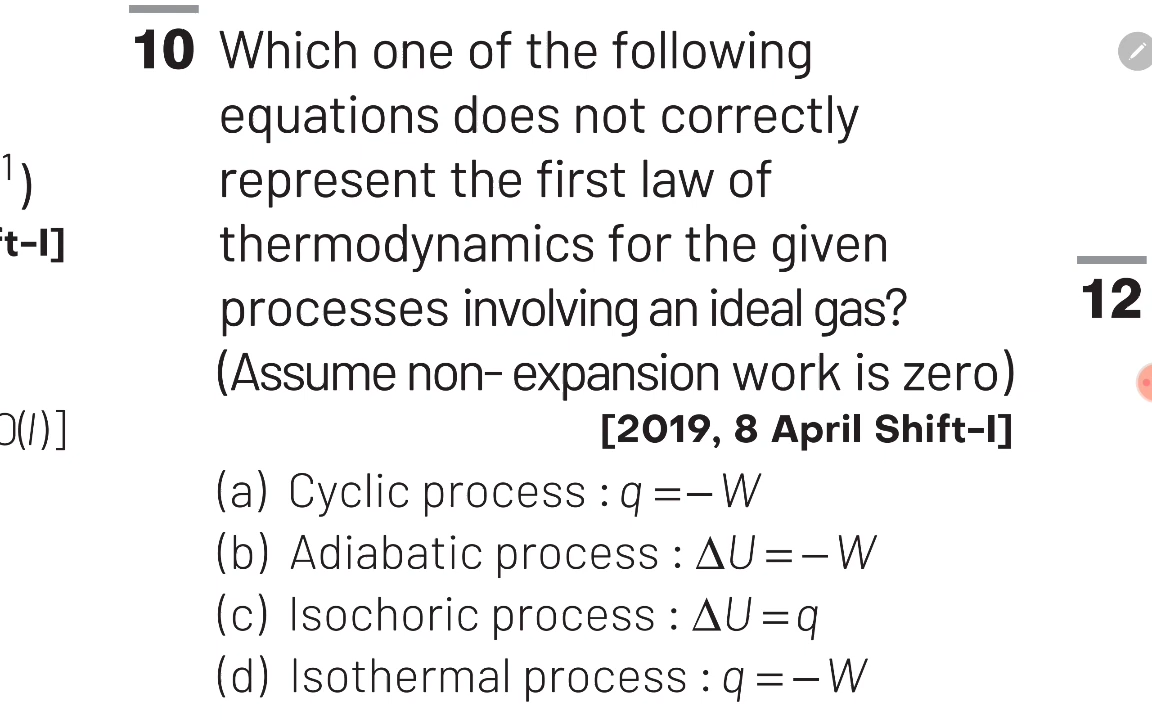 10 Which one of the following
equations does not correctly
represent the first law of
thermodynamics for the given
processes involving an ideal gas?
(Assume non- expansion work is zero)
[2019, 8 April Shift-I]
(a) Cyclic process : q = – W
(b) Adiabatic process : ΔU = – W
(c) Isochoric process : ΔU = q
(d) Isothermal process : q = – W
1)
t-I]
(l)]
12